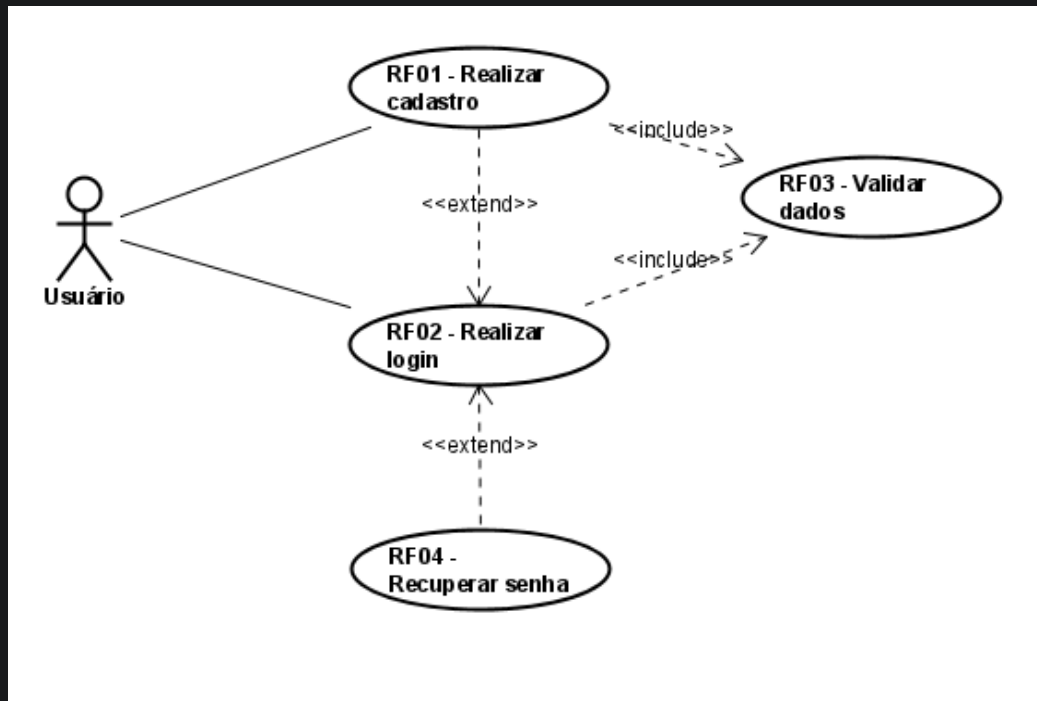 RF01 - Realizar
cadastro
<<include>>
RF03 - Validar
dados
<<extend>>
<<include>>
Usuário
RF02 - Realizar
login
<<extend>>
RF04 -
Recuperar senha